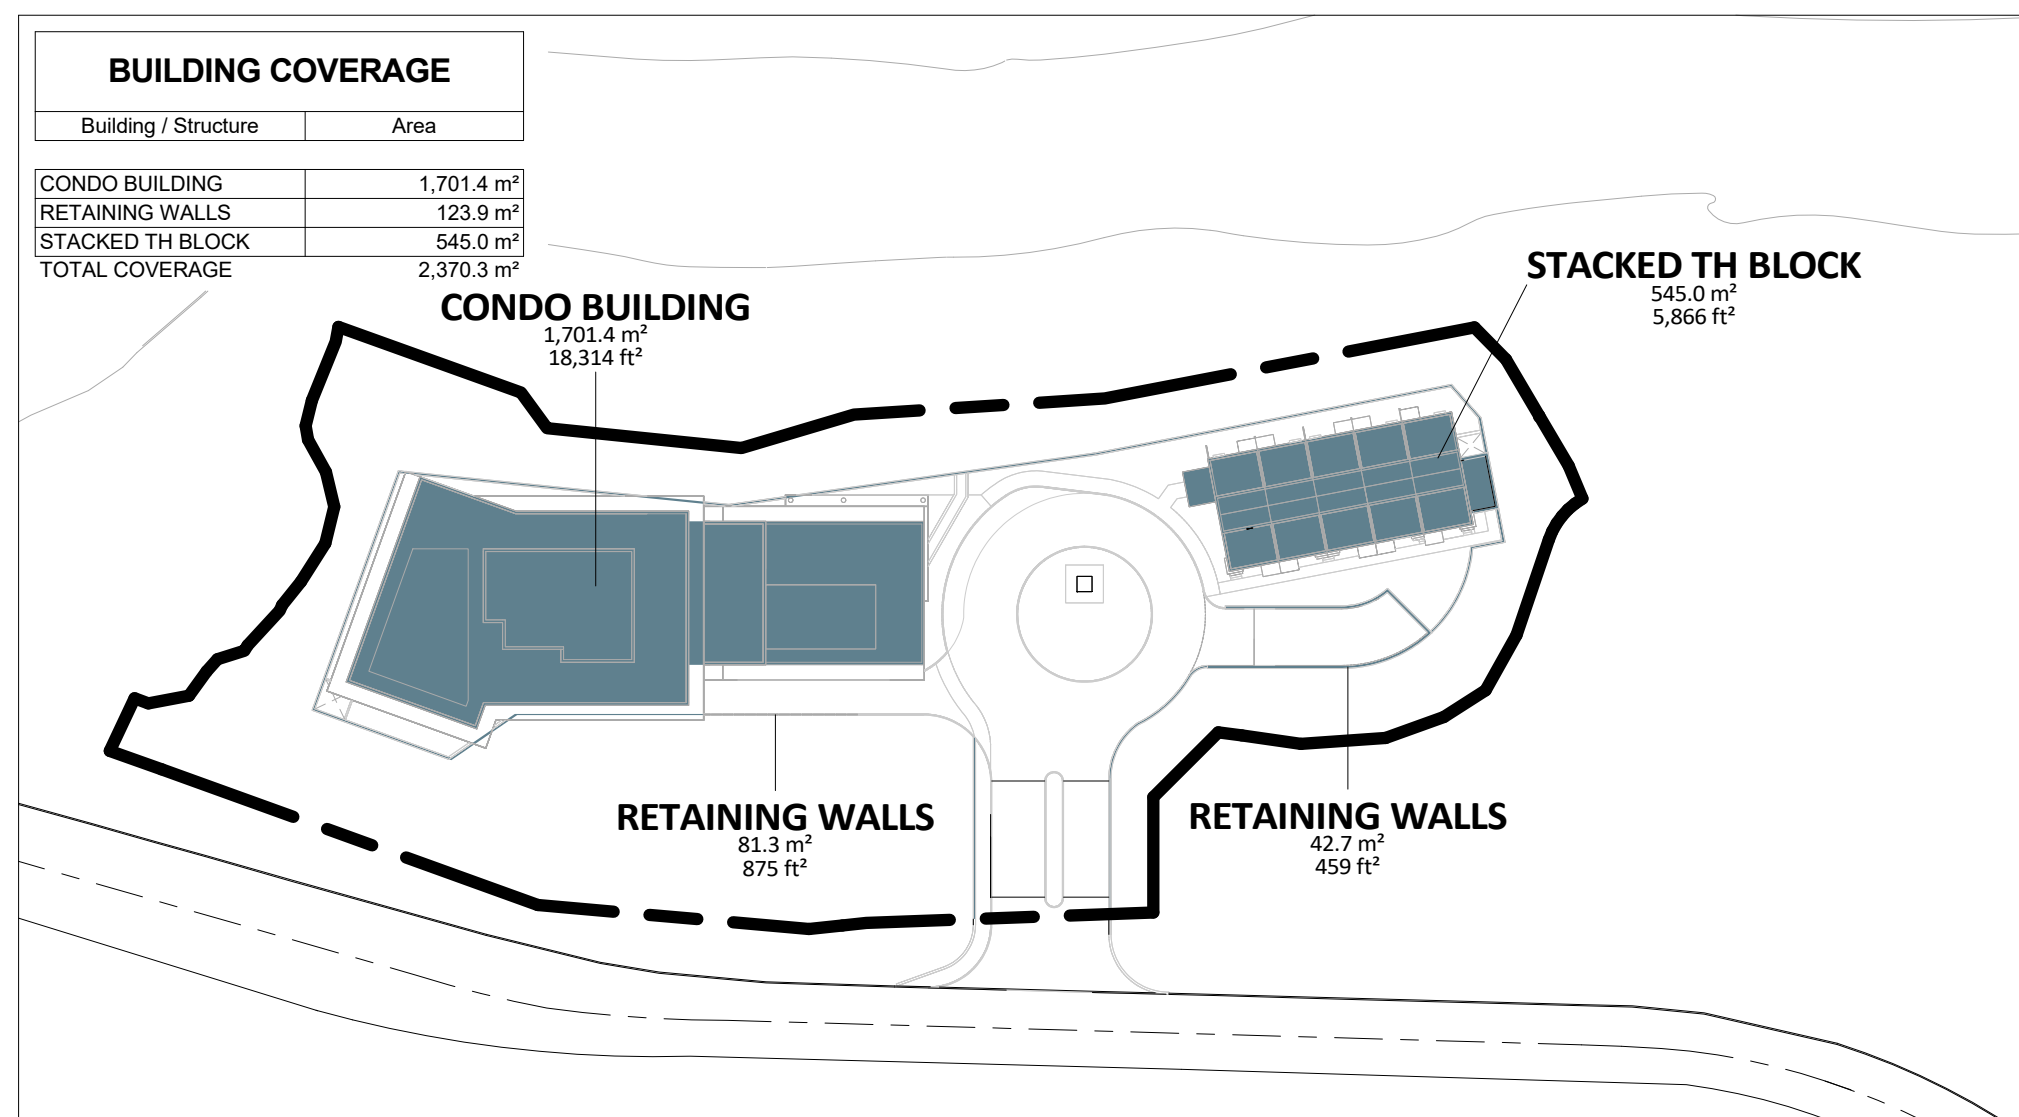 BUILDING COVERAGE
Building / Structure Area
CONDO BUILDING 1,701.4 m²
RETAINING WALLS 123.9 m²
STACKED TH BLOCK 545.0 m²
TOTAL COVERAGE 2,370.3 m²
CONDO BUILDING
1,701.4 m²
18,314 ft²
STACKED TH BLOCK
545.0 m²
5,866 ft²
RETAINING WALLS
81.3 m²
875 ft²
RETAINING WALLS
42.7 m²
459 ft²